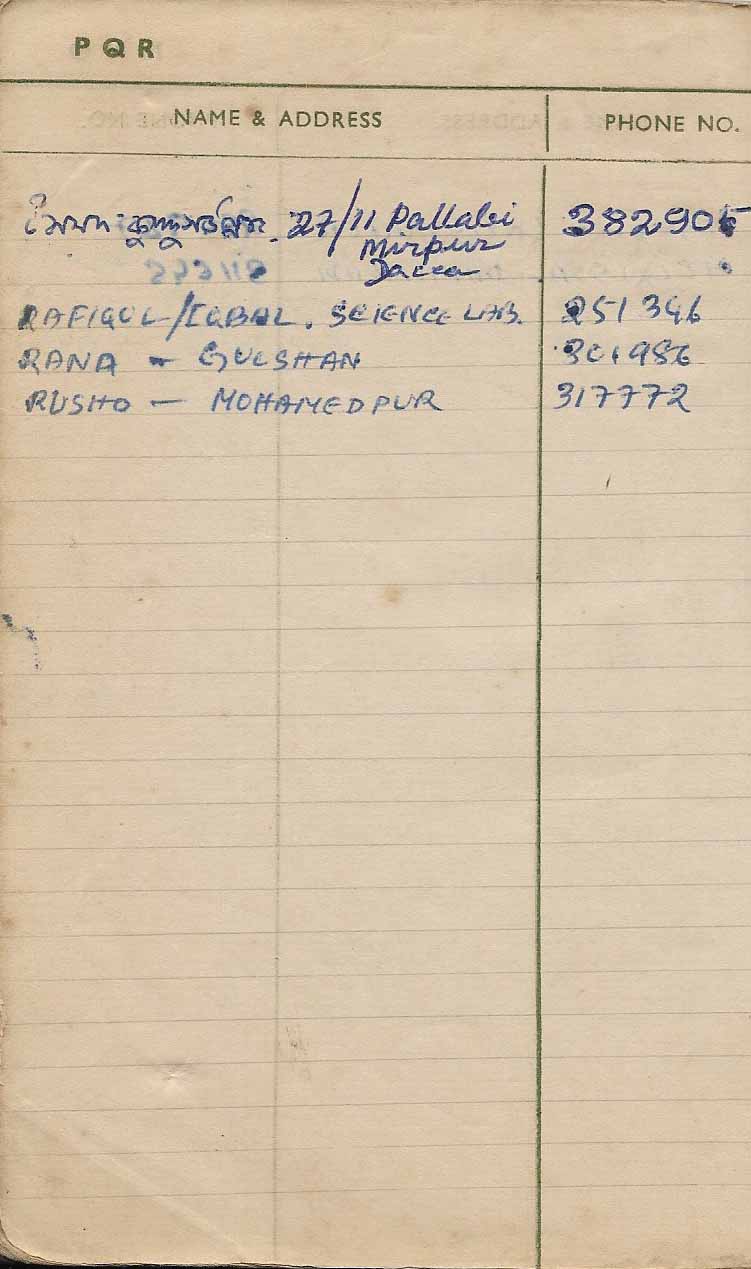 P Q R
NAME & ADDRESS PHONE NO.
27/11 Pallabi 382905
Mirpur
Dacca
RAFIQUL/IQBAL. SCIENCE LAB. 251346
RANA - GULSHAN 301986
RUSHO — MOHAMEDPUR 317772